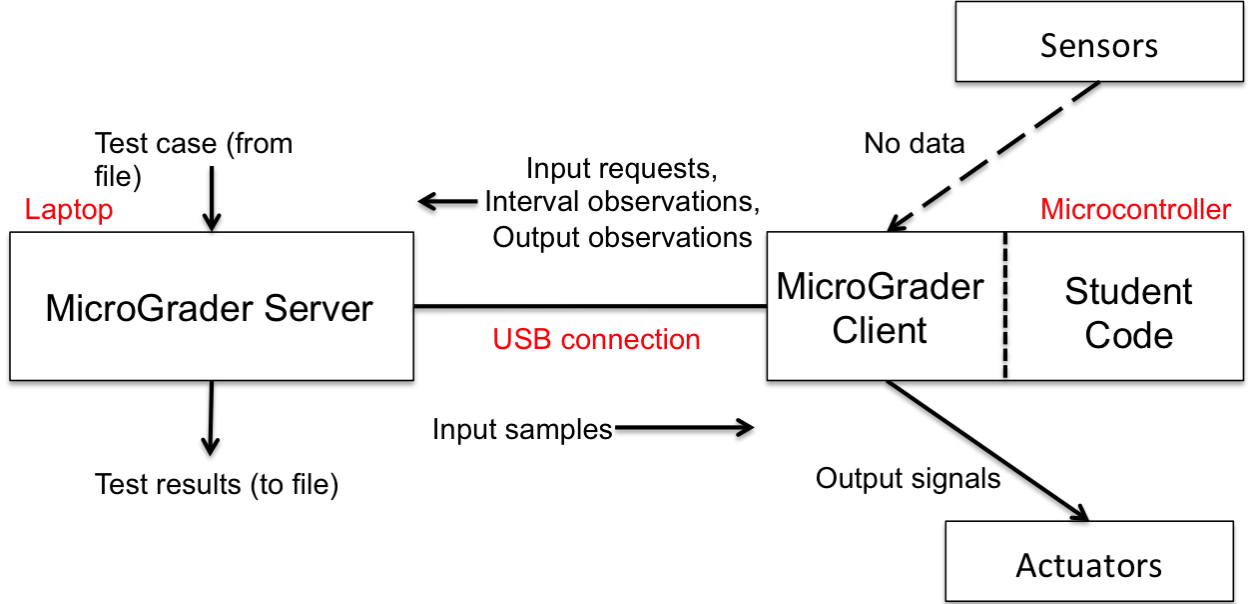 Sensors
Test case (from
file)
No data
Input requests,
Interval observations,
Output observations
Laptop
Microcontroller
MicroGrader Server
MicroGrader
Client
Student
Code
USB connection
Input samples
Test results (to file)
Output signals
Actuators